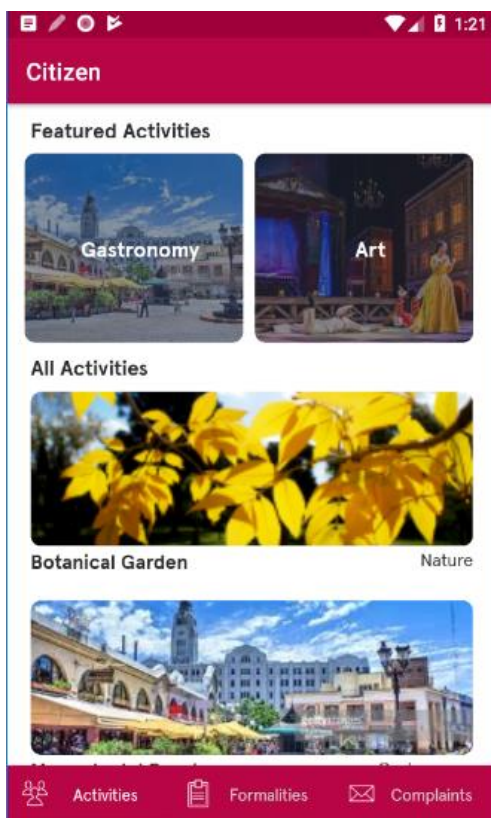 1:21
Citizen
Featured Activities
Gastronomy
Art
All Activities
Botanical Garden
Nature
Activities
Formalities
Complaints